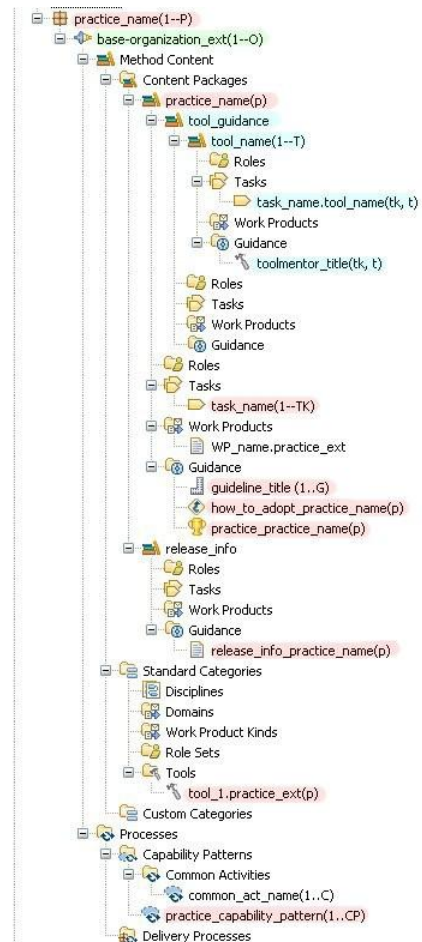 practice_name(1--P)
base-organization_ext(1--O)
Method Content
Content Packages
practice_name(p)
tool_guidance
tool_name(1--T)
Roles
Tasks
task_name.tool_name(tk, t)
Work Products
Guidance
toolmentor_title(tk, t)
Roles
Tasks
Work Products
Guidance
Roles
Tasks
task_name(1--TK)
Work Products
WP_name.practice_ext
Guidance
guideline_title (1..G)
how_to_adopt_practice_name(p)
practice_practice_name(p)
release_info
Roles
Tasks
Work Products
Guidance
release_info_practice_name(p)
Standard Categories
Disciplines
Domains
Work Product Kinds
Role Sets
Tools
tool_1.practice_ext(p)
Custom Categories
Processes
Capability Patterns
Common Activities
common_act_name(1..C)
practice_capability_pattern(1..CP)
Delivery Processes